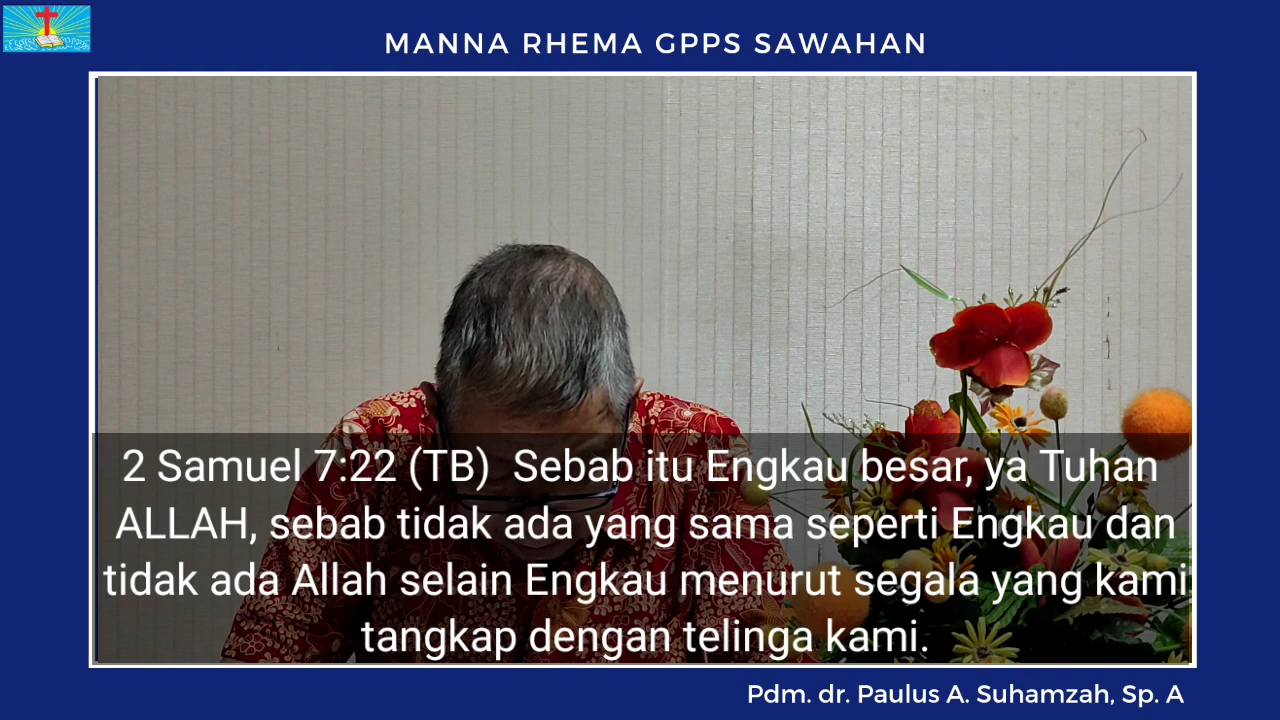 MANNA RHEMA GPPS SAWAHAN
2 Samuel 7:22 (TB) Sebab itu Engkau besar, ya Tuhan
ALLAH, sebab tidak ada yang sama seperti Engkau dan
tidak ada Allah selain Engkau menurut segala yang kami
tangkap dengan telinga kami.
Pdm. dr. Paulus A. Suhamzah, Sp. A